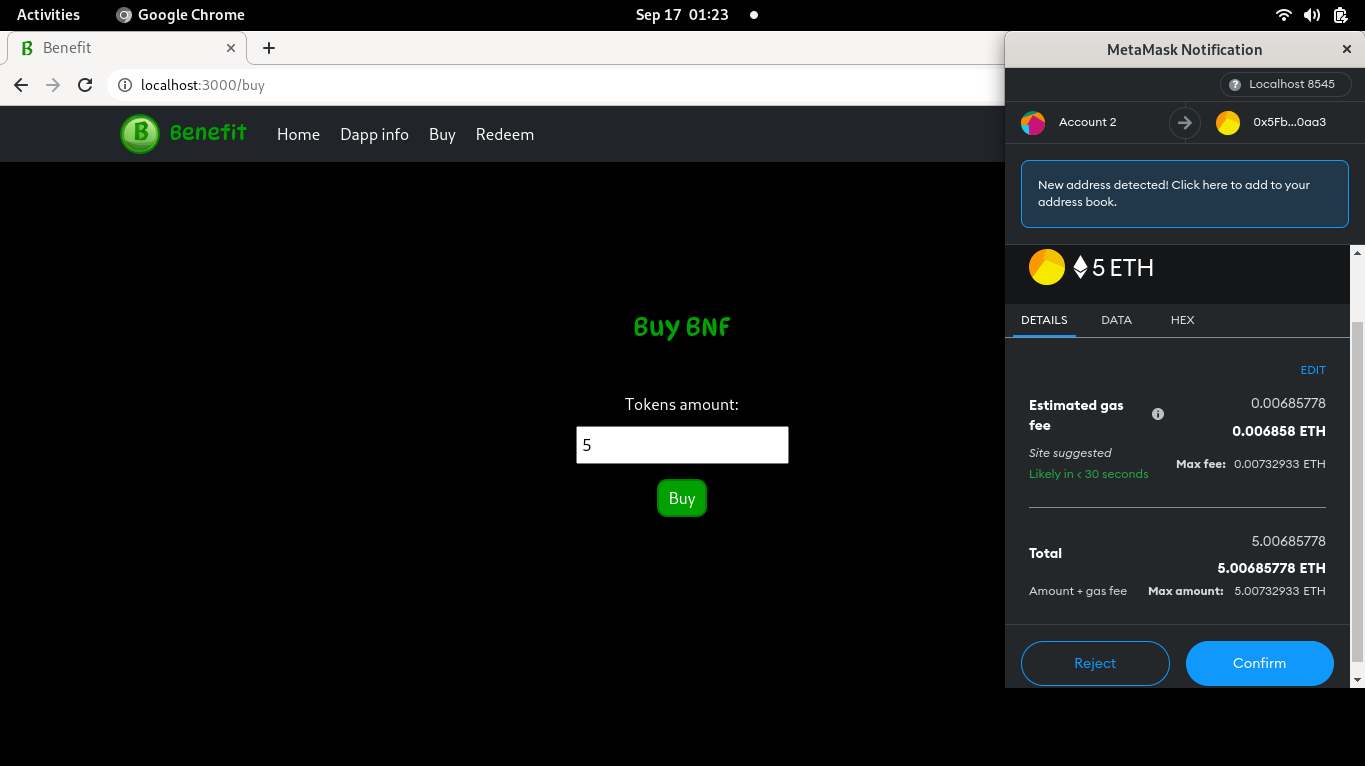 Activities Google Chrome Sep 17 01:23
Benefit
localhost:3000/buy
B Benefit Home Dapp info Buy Redeem
Buy BNF
Tokens amount:
5
Buy
MetaMask Notification
Localhost 8545
Account 2 0x5Fb...0aa3
New address detected! Click here to add to your
address book.
5 ETH
DETAILS DATA HEX
EDIT
Estimated gas
fee
0.00685778
0.006858 ETH
Site suggested
Likely in < 30 seconds
Max fee: 0.00732933 ETH
5.00685778
Total
5.00685778 ETH
Amount + gas fee Max amount: 5.00732933 ETH
Reject Confirm